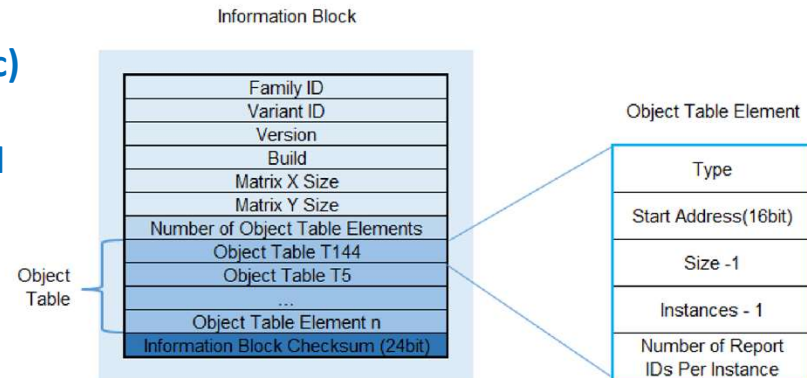 Information Block
c)
Family ID
Variant ID
Version
Build
Matrix X Size
Matrix Y Size
Number of Object Table Elements
Object Table T144
Object Table T5
...
Object Table Element n
Information Block Checksum (24bit)
Object
Table
Object Table Element
Type
Start Address(16bit)
Size -1
Instances - 1
Number of Report
IDs Per Instance